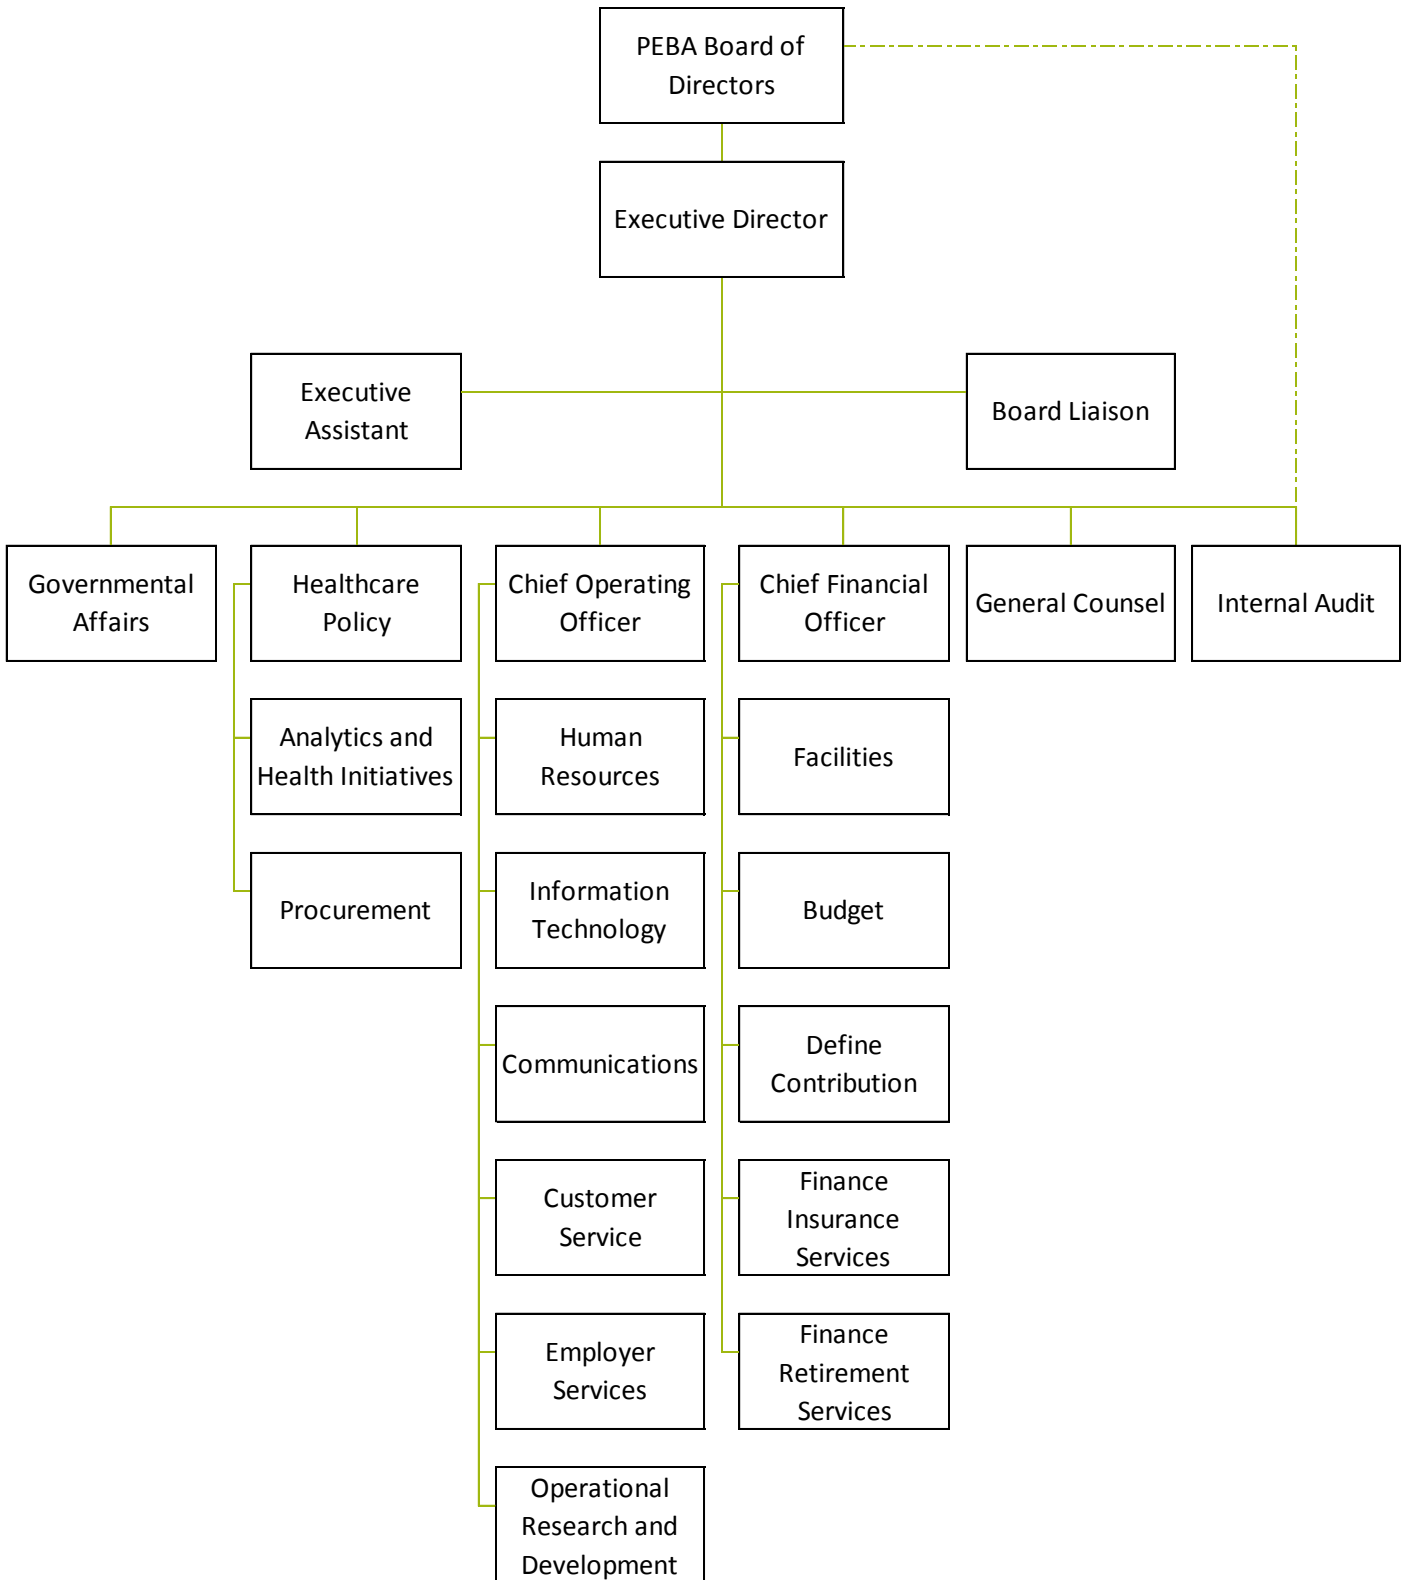 PEBA Board of
Directors
Executive Director
Executive
Assistant
Board Liaison
Governmental
Affairs
Healthcare
Policy
Chief Operating
Officer
Chief Financial
Officer
General Counsel
Internal Audit
Analytics and
Health Initiatives
Human
Resources
Facilities
Procurement
Information
Technology
Budget
Communications
Define
Contribution
Customer
Service
Finance
Insurance
Services
Employer
Services
Finance
Retirement
Services
Operational
Research and
Development